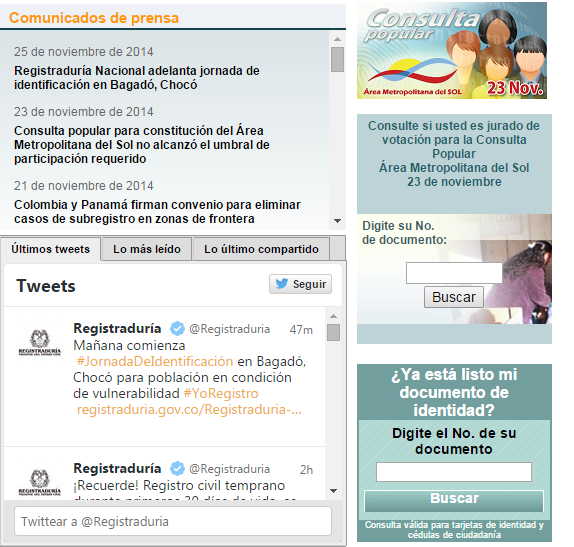 Comunicados de prensa
25 de noviembre de 2014
Registraduría Nacional adelanta jornada de
identificación en Bagadó, Chocó
23 de noviembre de 2014
Consulta popular para constitución del Área
Metropolitana del Sol no alcanzó el umbral de
participación requerido
21 de noviembre de 2014
Colombia y Panamá firman convenio para eliminar
casos de subregistro en zonas de frontera
Últimos tweets
Lo más leído
Lo último compartido
Tweets
Seguir
Registraduría @Registraduria 47m
Mañana comienza
#JornadaDeIdentificación en Bagadó,
Chocó para población en condición
de vulnerabilidad #YoRegistro
registraduria.gov.co/Registraduria-...
REGISTRADURÍA
Registraduría @Registraduria 2h
¡Recuerde! Registro civil temprano
durante primeros 30 días de vida, es
Twittear a @Registraduria
Consulta
popular
Área Metropolitana del SOL
23 Nov.
Consulte si usted es jurado de
votación para la Consulta
Popular
Área Metropolitana del Sol
23 de noviembre
Digite su No.
de documento:
Buscar
¿Ya está listo mi
documento de
identidad?
Digite el No. de su
documento
Buscar
Consulta válida para tarjetas de identidad y
cédulas de ciudadanía